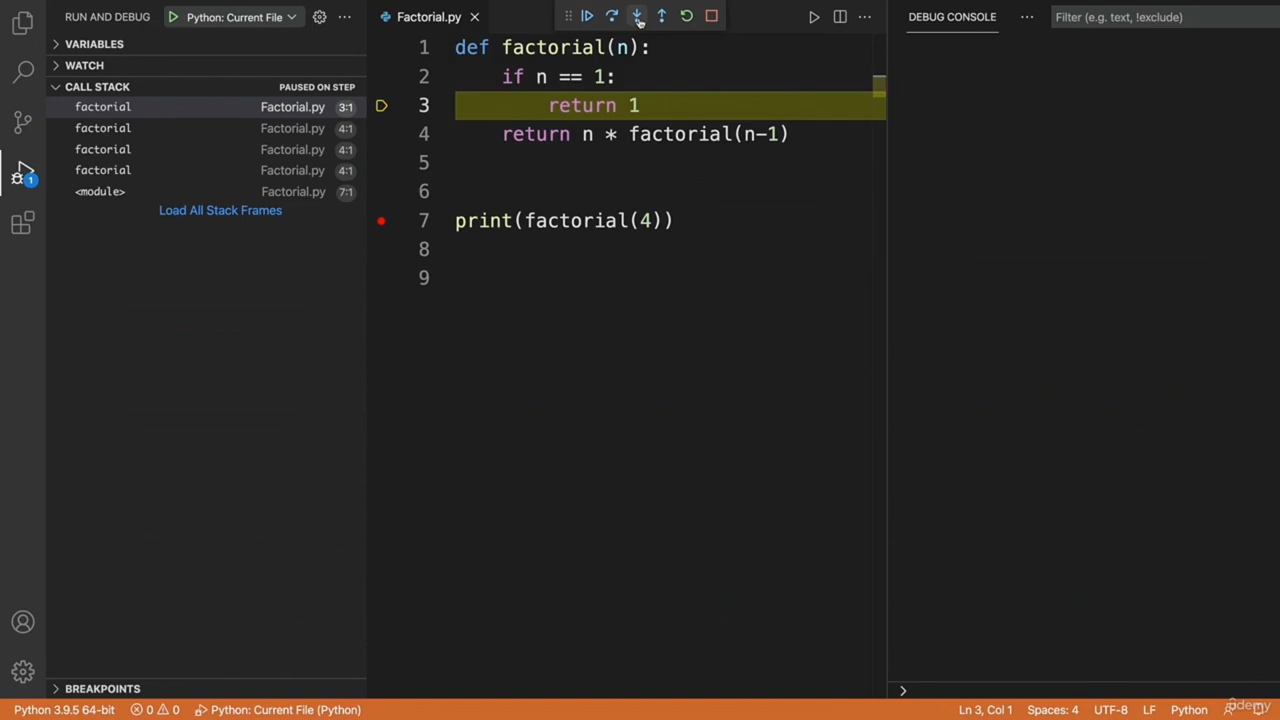 RUN AND DEBUG
Python: Current File
VARIABLES
WATCH
CALL STACK
PAUSED ON STEP
factorial Factorial.py 3:1
factorial Factorial.py 4:1
factorial Factorial.py 4:1
factorial Factorial.py 4:1
<module> Factorial.py 7:1
Load All Stack Frames
1
BREAKPOINTS
Factorial.py
1 def factorial(n):
2 if n == 1:
3 return 1
4 return n * factorial(n-1)
5
6
7 print(factorial(4))
8
9
DEBUG CONSOLE
Filter (e.g. text, !exclude)
Python 3.9.5 64-bit
0 0
Python: Current File (Python)
Ln 3, Col 1
Spaces: 4
UTF-8
LF
Python
udemy